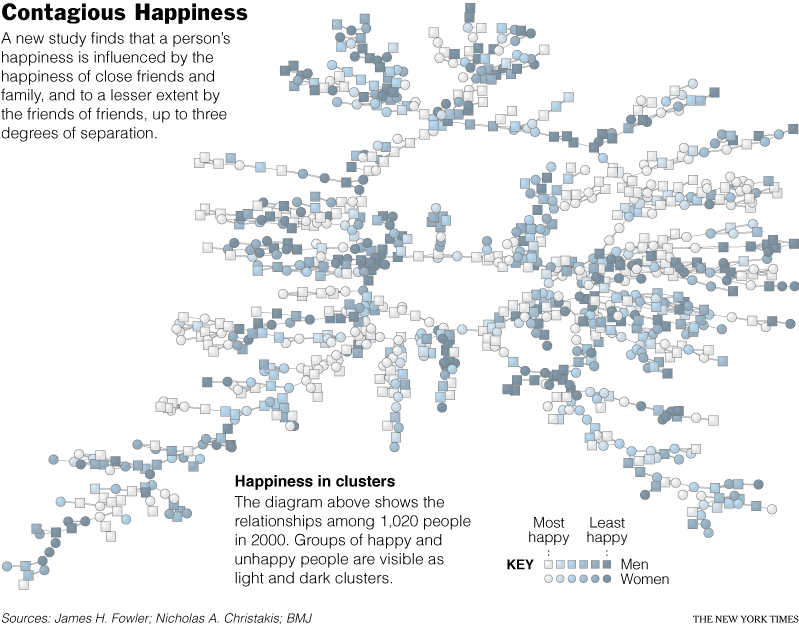 Contagious Happiness
A new study finds that a person's
happiness is influenced by the
happiness of close friends and
family, and to a lesser extent by
the friends of friends, up to three
degrees of separation.
Happiness in clusters
The diagram above shows the
relationships among 1,020 people
in 2000. Groups of happy and
unhappy people are visible as
light and dark clusters.
Most happy
Least happy
KEY
Men
Women
Sources: James H. Fowler; Nicholas A. Christakis; BMJ
THE NEW YORK TIMES